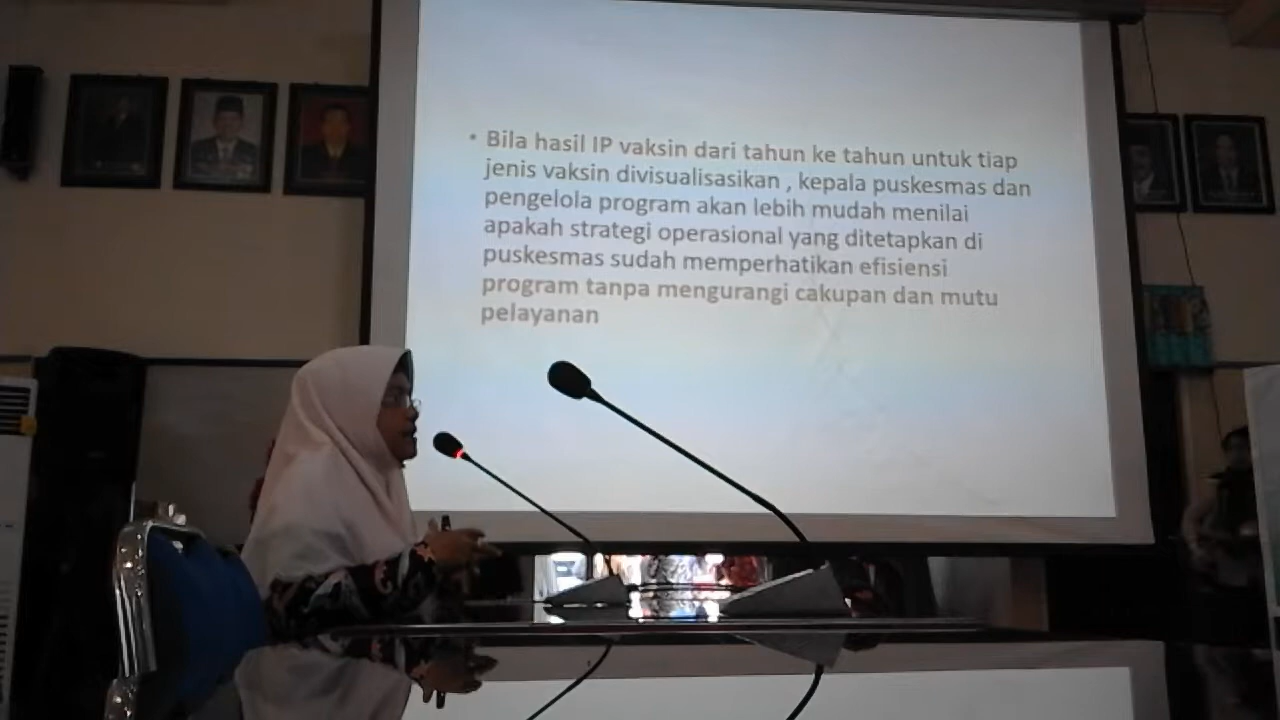 • Bila hasil IP vaksin dari tahun ke tahun untuk tiap
jenis vaksin divisualisasikan , kepala puskesmas dan
pengelola program akan lebih mudah menilai
apakah strategi operasional yang ditetapkan di
puskesmas sudah memperhatikan efisiensi
program tanpa mengurangi cakupan dan mutu
pelayanan